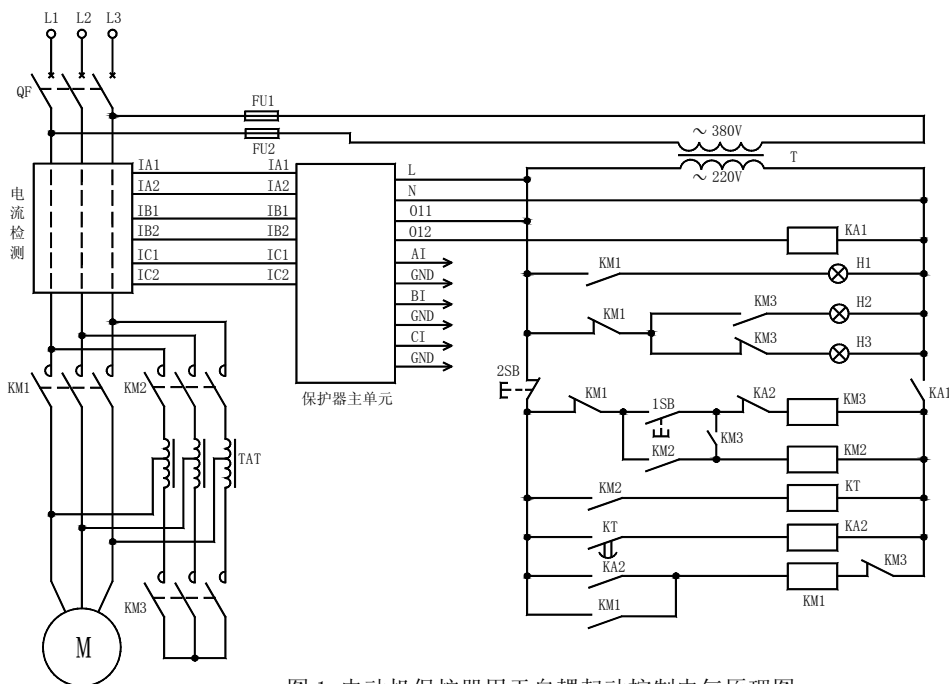 L1 L2 L3
QF
FU1
FU2
～380V
T
～220V
电流检测
IA1 IA1
IA2 IA2
IB1 IB1
IB2 IB2
IC1 IC1
IC2 IC2
L
N
O11
O12
AI
GND
BI
GND
CI
GND
保护器主单元
KA1
KM1 H1
KM1 KM3 H2
KM3 H3
2SB
KM1 1SB KA2 KM3 KA1
KM3
KM2 KM2
KM2 KT
KT KA2
KA2 KM1 KM3
KM1
KM1 KM2
TAT
KM3
M